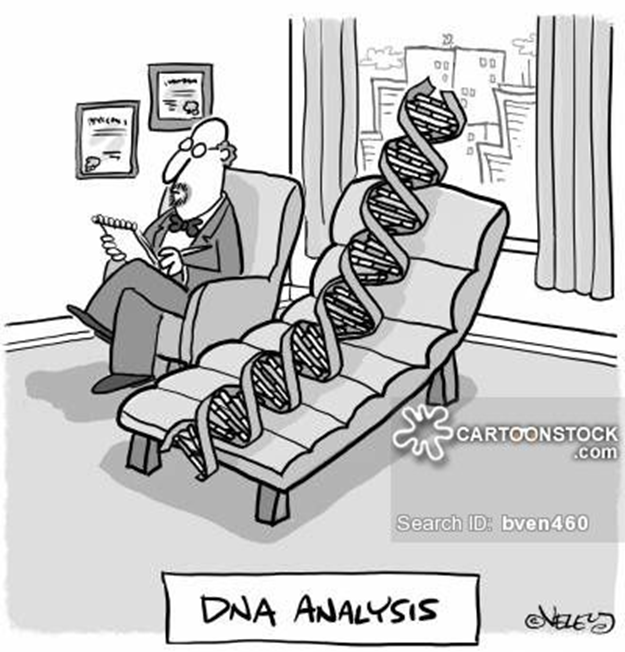 CARTOONSTOCK
.com
Search ID: bven460
DNA ANALYSIS